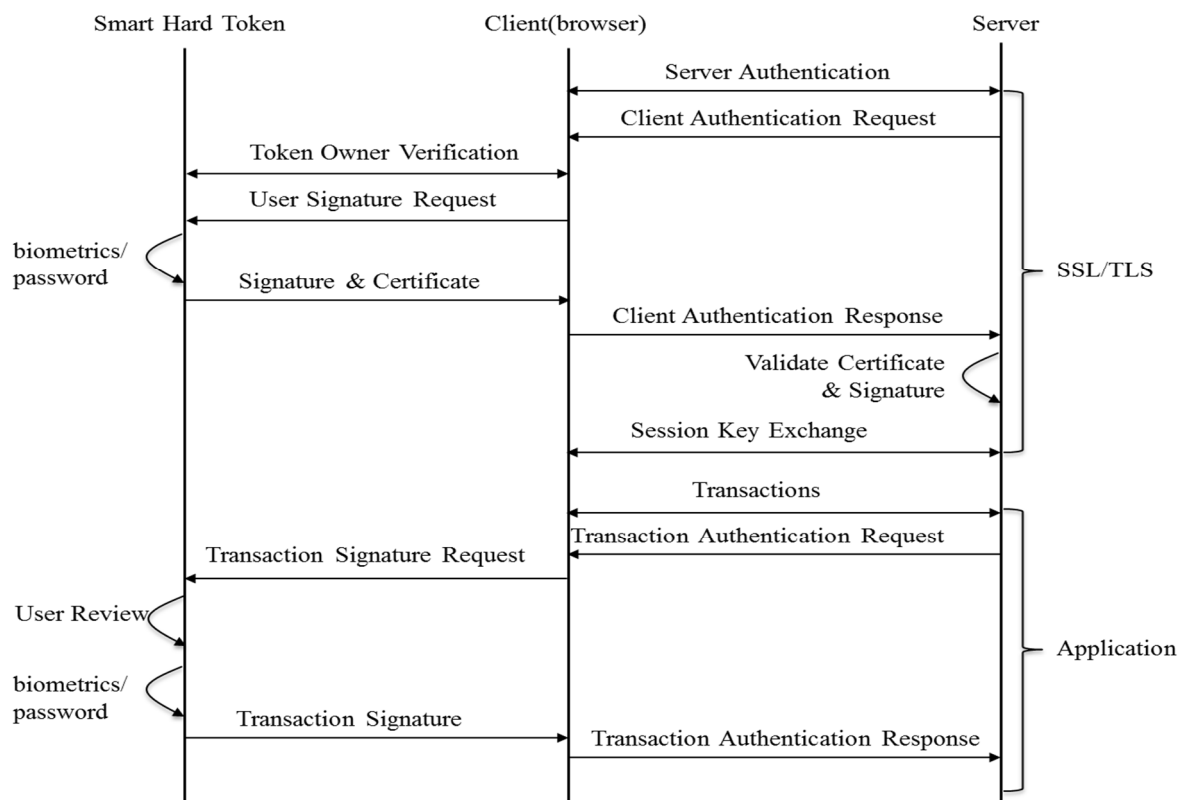 Smart Hard Token
Client(browser)
Server
Server Authentication
Client Authentication Request
Token Owner Verification
User Signature Request
biometrics/
password
Signature & Certificate
SSL/TLS
Client Authentication Response
Validate Certificate
& Signature
Session Key Exchange
Transactions
Transaction Authentication Request
Transaction Signature Request
User Review
Application
biometrics/
password
Transaction Signature
Transaction Authentication Response